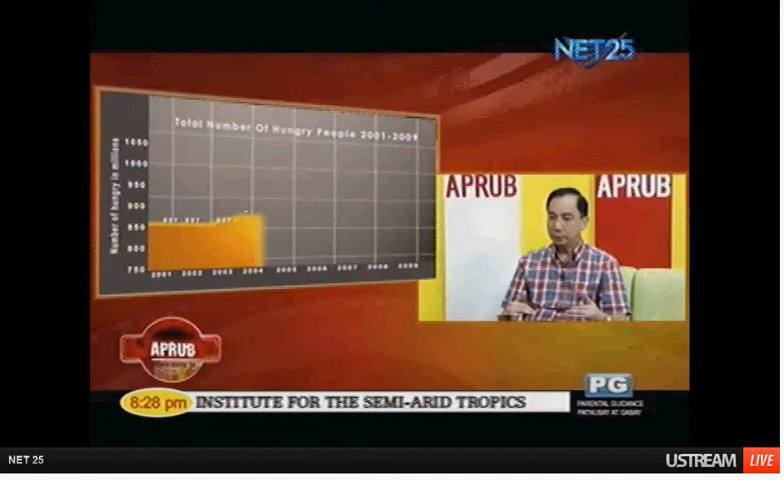 NET25
Total Number Of Hungry People 2001-2009
Number of hungry in millions
1050
1000
950
900
850
800
750
857 857
2001 2002 2003 2004 2005 2006 2007 2008 2009
APRUB
APRUB
APRUB
8:28 pm INSTITUTE FOR THE SEMI-ARID TROPICS
PG
PARENTAL GUIDANCE
PATNUBAY AT GABAY
NET 25
USTREAM LIVE